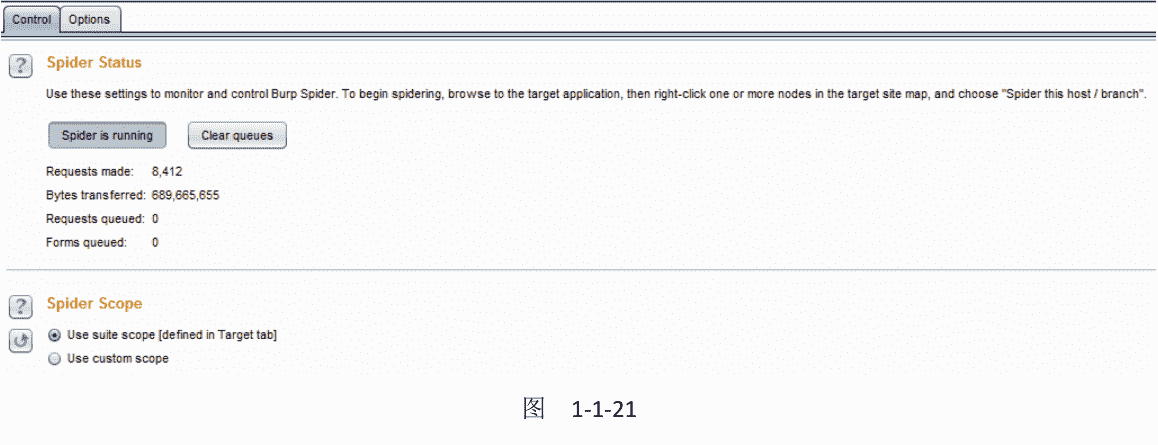 Control Options
? Spider Status
Use these settings to monitor and control Burp Spider. To begin spidering, browse to the target application, then right-click one or more nodes in the target site map, and choose "Spider this host / branch".
Spider is running Clear queues
Requests made: 8,412
Bytes transferred: 689,665,655
Requests queued: 0
Forms queued: 0
? Spider Scope
Use suite scope [defined in Target tab]
Use custom scope
图 1-1-21